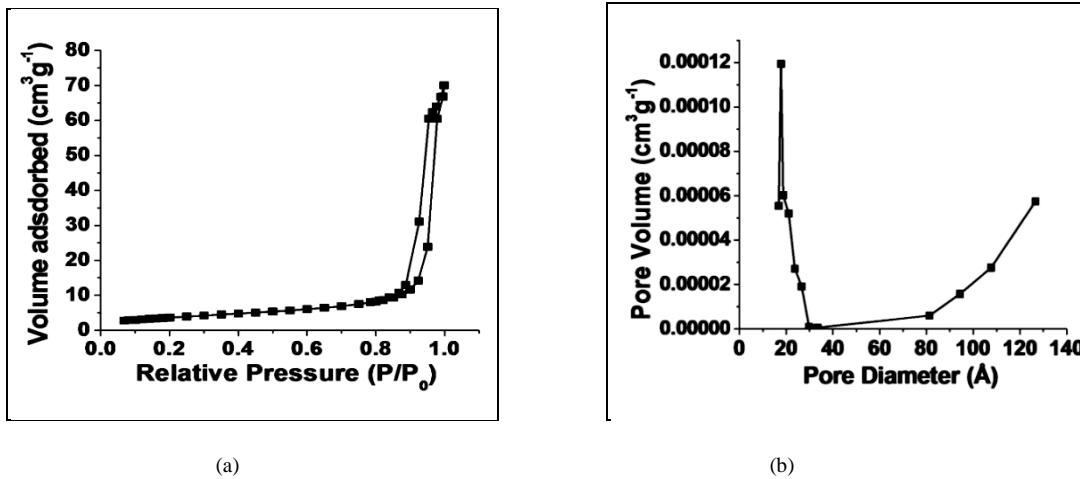 80
70
60
50
40
30
20
10
0
Volume adsdorbed (cm³g⁻¹)
0.0 0.2 0.4 0.6 0.8 1.0
Relative Pressure (P/P₀)
(a)
0.00012
0.00010
0.00008
0.00006
0.00004
0.00002
0.00000
Pore Volume (cm³g⁻¹)
0 20 40 60 80 100 120 140
Pore Diameter (Å)
(b)